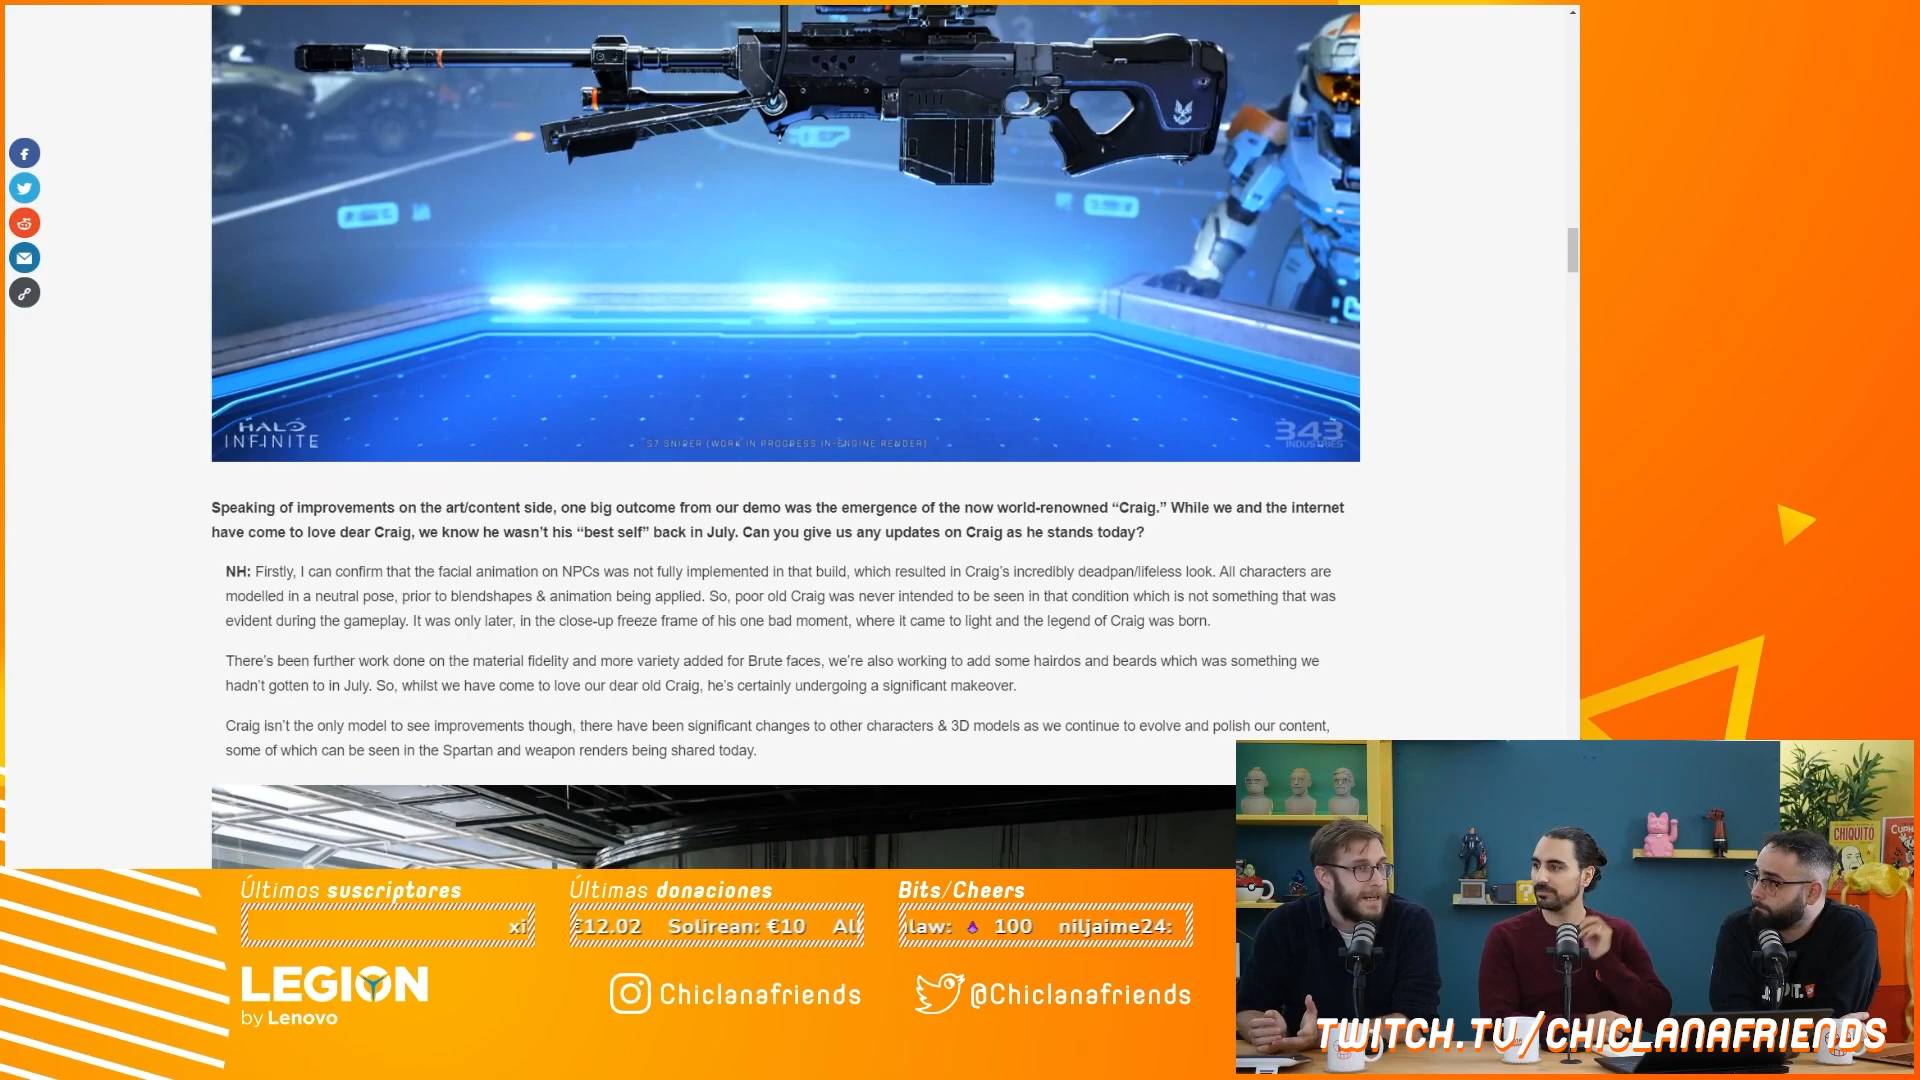 HALO
INFINITE
S7 SNIPER [WORK IN PROGRESS IN-ENGINE RENDER]
343
INDUSTRIES
Speaking of improvements on the art/content side, one big outcome from our demo was the emergence of the now world-renowned “Craig.” While we and the internet
have come to love dear Craig, we know he wasn’t his “best self” back in July. Can you give us any updates on Craig as he stands today?
NH: Firstly, I can confirm that the facial animation on NPCs was not fully implemented in that build, which resulted in Craig’s incredibly deadpan/lifeless look. All characters are
modelled in a neutral pose, prior to blendshapes & animation being applied. So, poor old Craig was never intended to be seen in that condition which is not something that was
evident during the gameplay. It was only later, in the close-up freeze frame of his one bad moment, where it came to light and the legend of Craig was born.
There’s been further work done on the material fidelity and more variety added for Brute faces, we’re also working to add some hairdos and beards which was something we
hadn’t gotten to in July. So, whilst we have come to love our dear old Craig, he’s certainly undergoing a significant makeover.
Craig isn’t the only model to see improvements though, there have been significant changes to other characters & 3D models as we continue to evolve and polish our content,
some of which can be seen in the Spartan and weapon renders being shared today.
CHIQUITO
Últimos suscriptores
xi
Últimas donaciones
€12.02 Solirean: €10 All
Bits/Cheers
law: 100 niljaime24:
LEGION
by Lenovo
Chiclanafriends
@Chiclanafriends
TWITCH.TV/CHICLANAFRIENDS